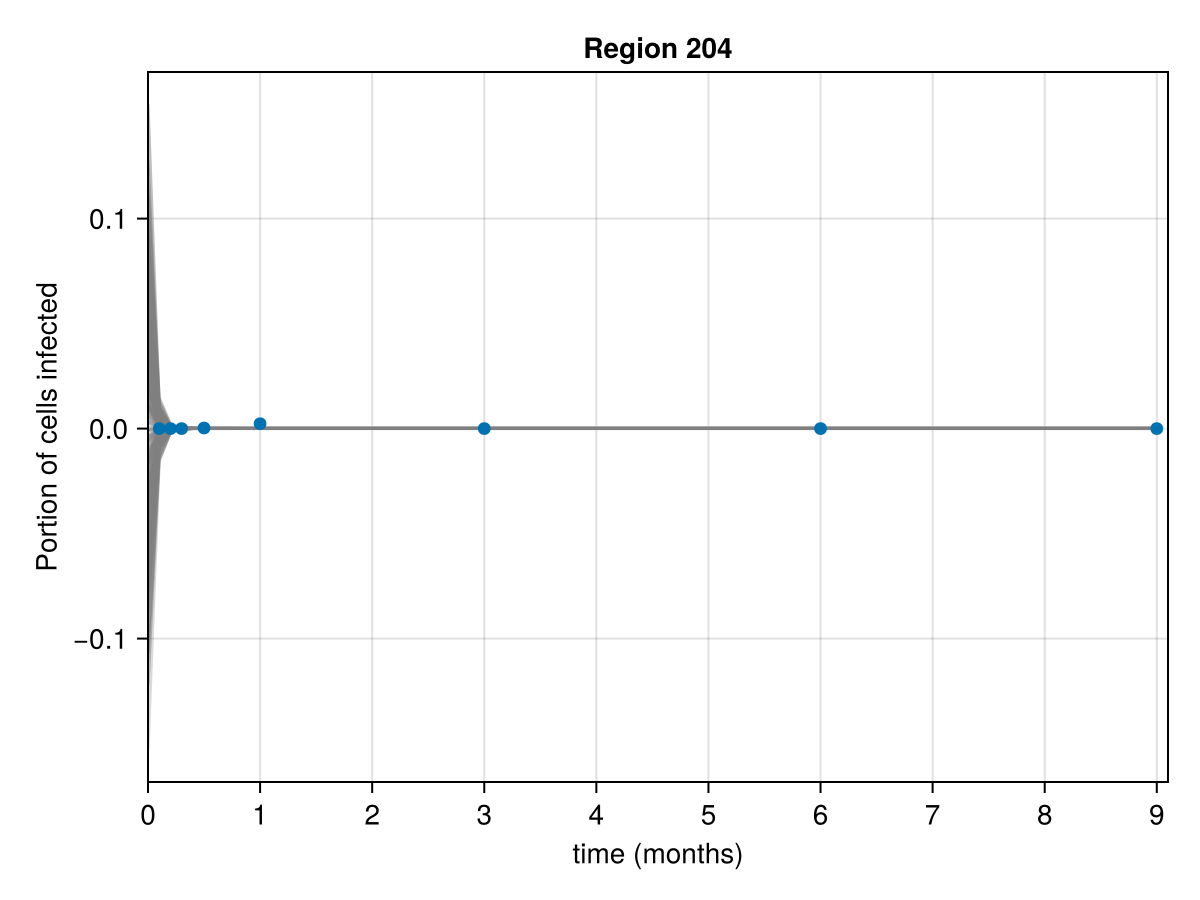 Region 204
Portion of cells infected
0.1
0.0
−0.1
0 1 2 3 4 5 6 7 8 9
time (months)